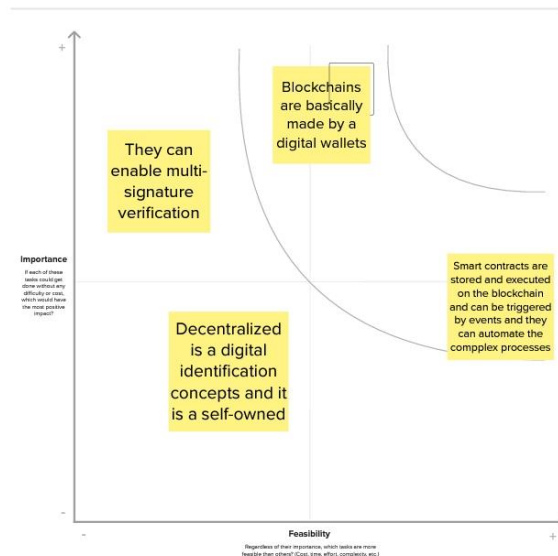 +
Blockchains
are basically
made by a
digital wallets
They can
enable multi-
signature
verification
Importance
If each of these
tasks could get
done without any
difficulty or cost,
which would have
the most positive
impact?
Smart contracts are
stored and executed
on the blockchain
and can be triggered
by events and they
can automate the
compplex processes
Decentralized
is a digital
identification
concepts and it
is a self-owned
-
-
Feasibility
+
Regardless of their importance, which tasks are more
feasible than others? (Cost, time, effort, complexity, etc.)